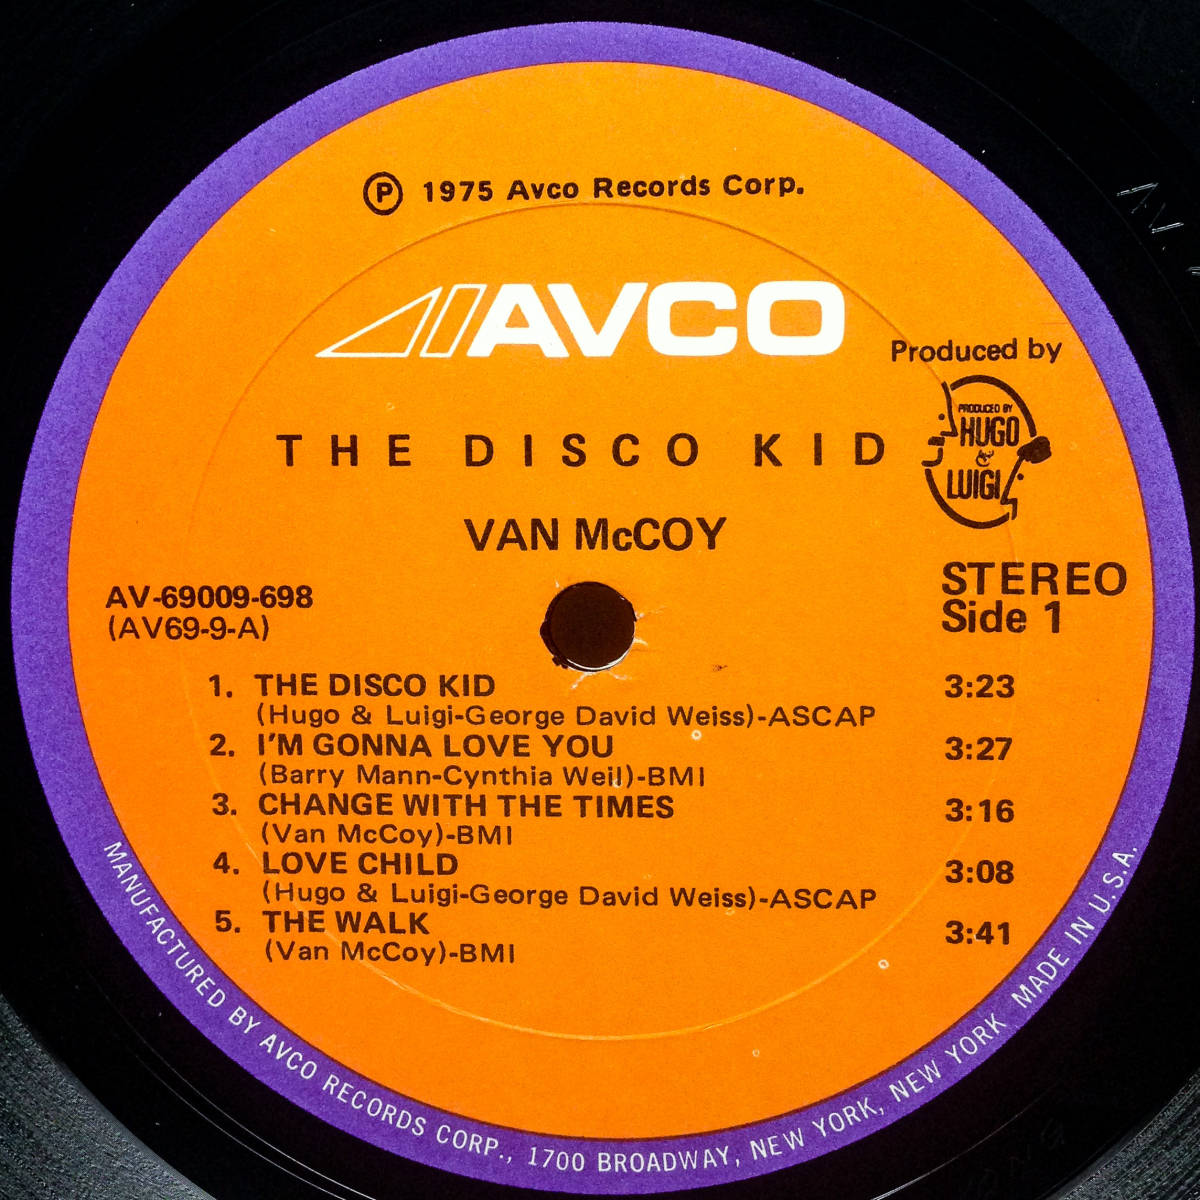 Ⓟ 1975 Avco Records Corp.
AVCO
Produced by
PRODUCED BY
HUGO
&
LUIGI
THE DISCO KID
VAN McCOY
STEREO
Side 1
AV-69009-698
(AV69-9-A)
1. THE DISCO KID 3:23
(Hugo & Luigi-George David Weiss)-ASCAP
2. I'M GONNA LOVE YOU 3:27
(Barry Mann-Cynthia Weil)-BMI
3. CHANGE WITH THE TIMES 3:16
(Van McCoy)-BMI
4. LOVE CHILD 3:08
(Hugo & Luigi-George David Weiss)-ASCAP
5. THE WALK 3:41
(Van McCoy)-BMI
MANUFACTURED BY AVCO RECORDS CORP., 1700 BROADWAY, NEW YORK, NEW YORK MADE IN U.S.A.